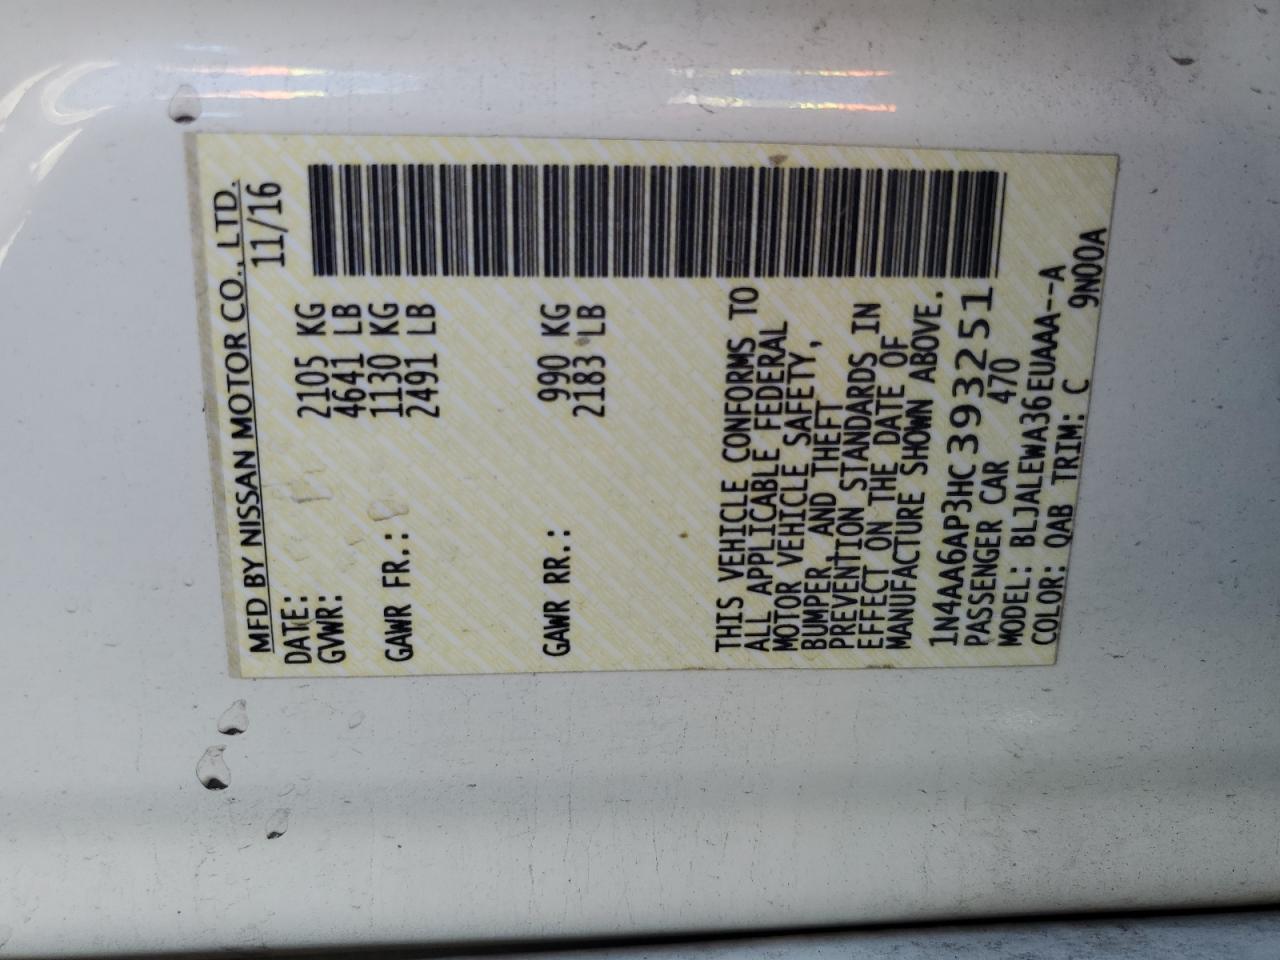 MFD BY NISSAN MOTOR CO., LTD.
DATE: 11/16
GVWR: 2105 KG
4641 LB
GAWR FR.: 1130 KG
2491 LB
GAWR RR.: 990 KG
2183 LB
THIS VEHICLE CONFORMS TO
ALL APPLICABLE FEDERAL
MOTOR VEHICLE SAFETY,
BUMPER AND THEFT
PREVENTION STANDARDS IN
EFFECT ON THE DATE OF
MANUFACTURE SHOWN ABOVE.
1N4AA6AP3HC393251
PASSENGER CAR 470
MODEL: BLJALEWA36EUAAA--A
COLOR: QAB TRIM: C 9N00A